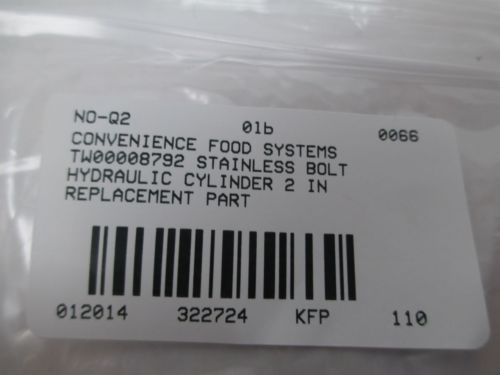 NO-Q2 01b 0066
CONVENIENCE FOOD SYSTEMS
TW00008792 STAINLESS BOLT
HYDRAULIC CYLINDER 2 IN
REPLACEMENT PART
012014 322724 KFP 110